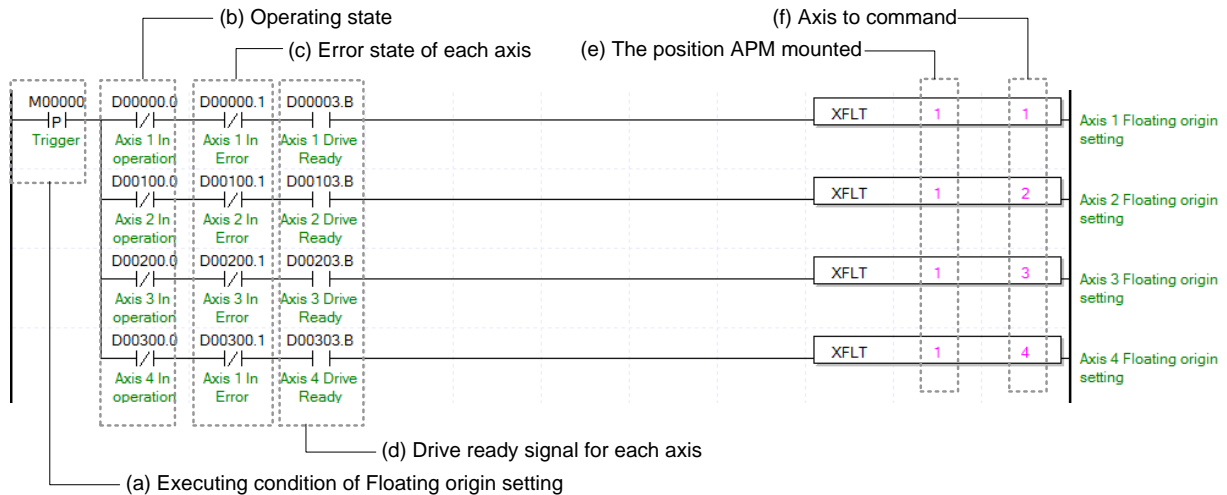 (b) Operating state
(f) Axis to command
(c) Error state of each axis
(e) The position APM mounted
M00000 D00000.0 D00000.1 D00003.B
P
XFLT 1 1
Trigger Axis 1 In operation Axis 1 In Error Axis 1 Drive Ready
Axis 1 Floating origin setting
D00100.0 D00100.1 D00103.B
XFLT 1 2
Axis 2 In operation Axis 2 In Error Axis 2 Drive Ready
Axis 2 Floating origin setting
D00200.0 D00200.1 D00203.B
XFLT 1 3
Axis 3 In operation Axis 3 In Error Axis 3 Drive Ready
Axis 3 Floating origin setting
D00300.0 D00300.1 D00303.B
XFLT 1 4
Axis 4 In operation Axis 1 In Error Axis 4 Drive Ready
Axis 4 Floating origin setting
(d) Drive ready signal for each axis
(a) Executing condition of Floating origin setting